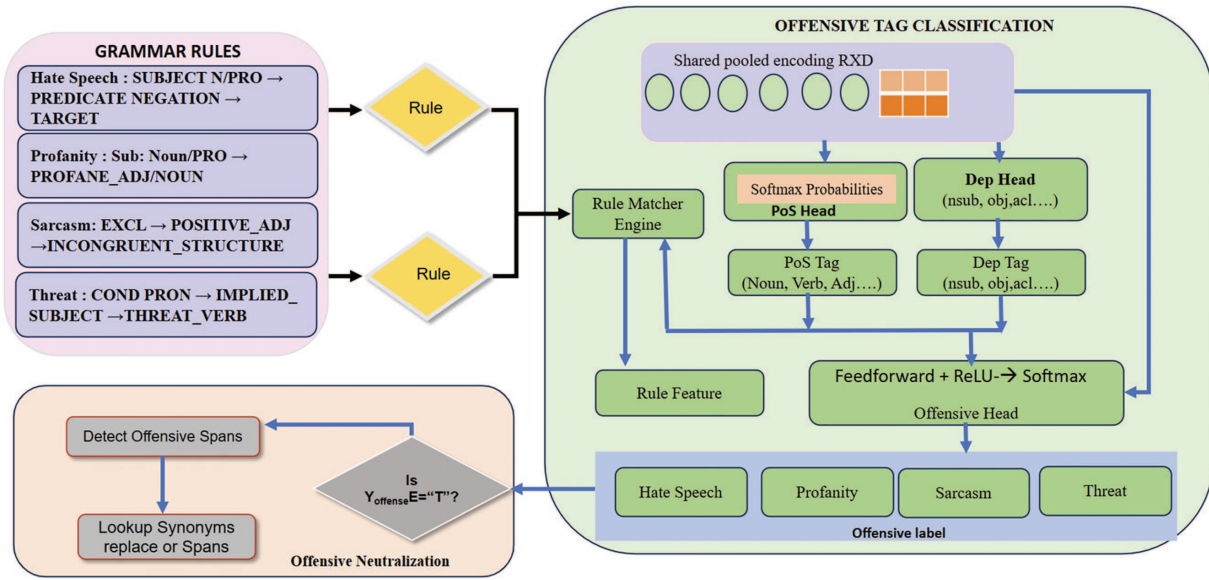 GRAMMAR RULES
Hate Speech : SUBJECT N/PRO →
PREDICATE NEGATION →
TARGET
Profanity : Sub: Noun/PRO →
PROFANE_ADJ/NOUN
Sarcasm: EXCL → POSITIVE_ADJ
→INCONGRUENT_STRUCTURE
Threat : COND PRON → IMPLIED_
SUBJECT →THREAT_VERB
Rule
Rule
OFFENSIVE TAG CLASSIFICATION
Shared pooled encoding RXD
Rule Matcher
Engine
Softmax Probabilities
PoS Head
Dep Head
(nsub, obj,acl….)
PoS Tag
(Noun, Verb, Adj….)
Dep Tag
(nsub, obj,acl….)
Rule Feature
Feedforward + ReLU-→ Softmax
Offensive Head
Hate Speech
Profanity
Sarcasm
Threat
Offensive label
Detect Offensive Spans
Is
YoffenseE=“T”?
Lookup Synonyms
replace or Spans
Offensive Neutralization